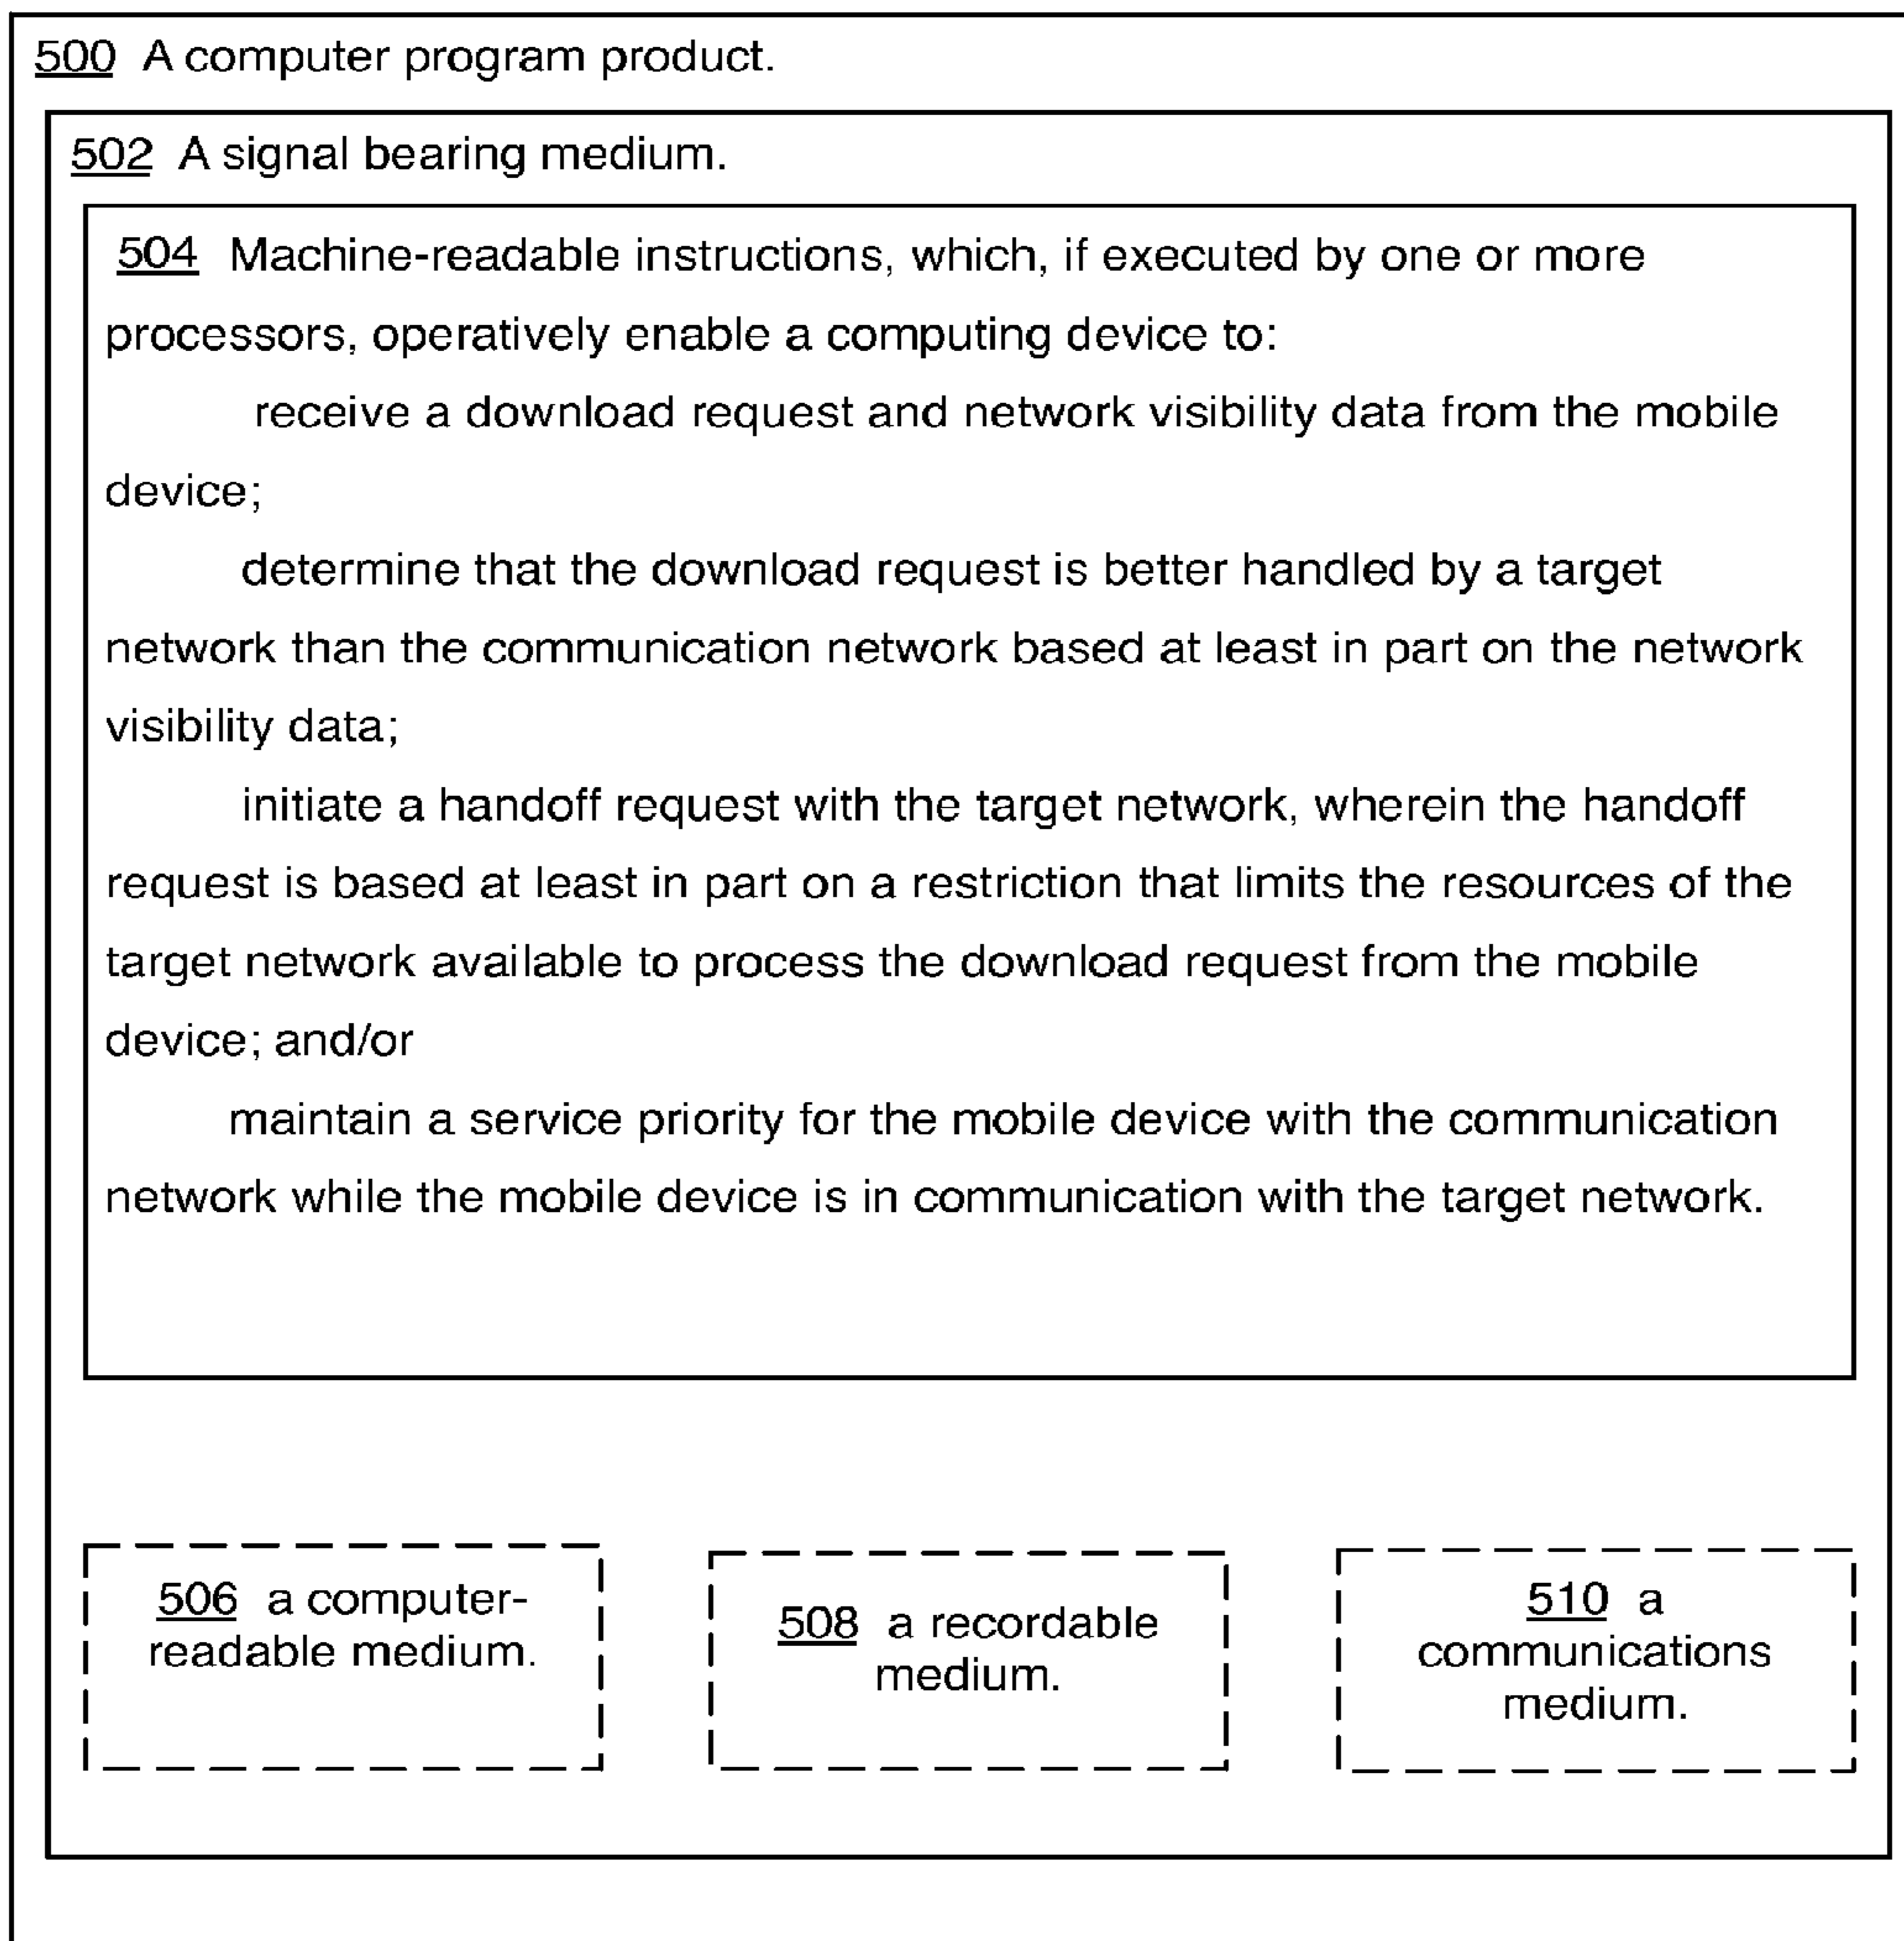 500 A computer program product.
502 A signal bearing medium.
504 Machine-readable instructions, which, if executed by one or more
processors, operatively enable a computing device to:
receive a download request and network visibility data from the mobile
device;
determine that the download request is better handled by a target
network than the communication network based at least in part on the network
visibility data;
initiate a handoff request with the target network, wherein the handoff
request is based at least in part on a restriction that limits the resources of the
target network available to process the download request from the mobile
device; and/or
maintain a service priority for the mobile device with the communication
network while the mobile device is in communication with the target network.
506 a computer-
readable medium.
508 a recordable
medium.
510 a
communications
medium.